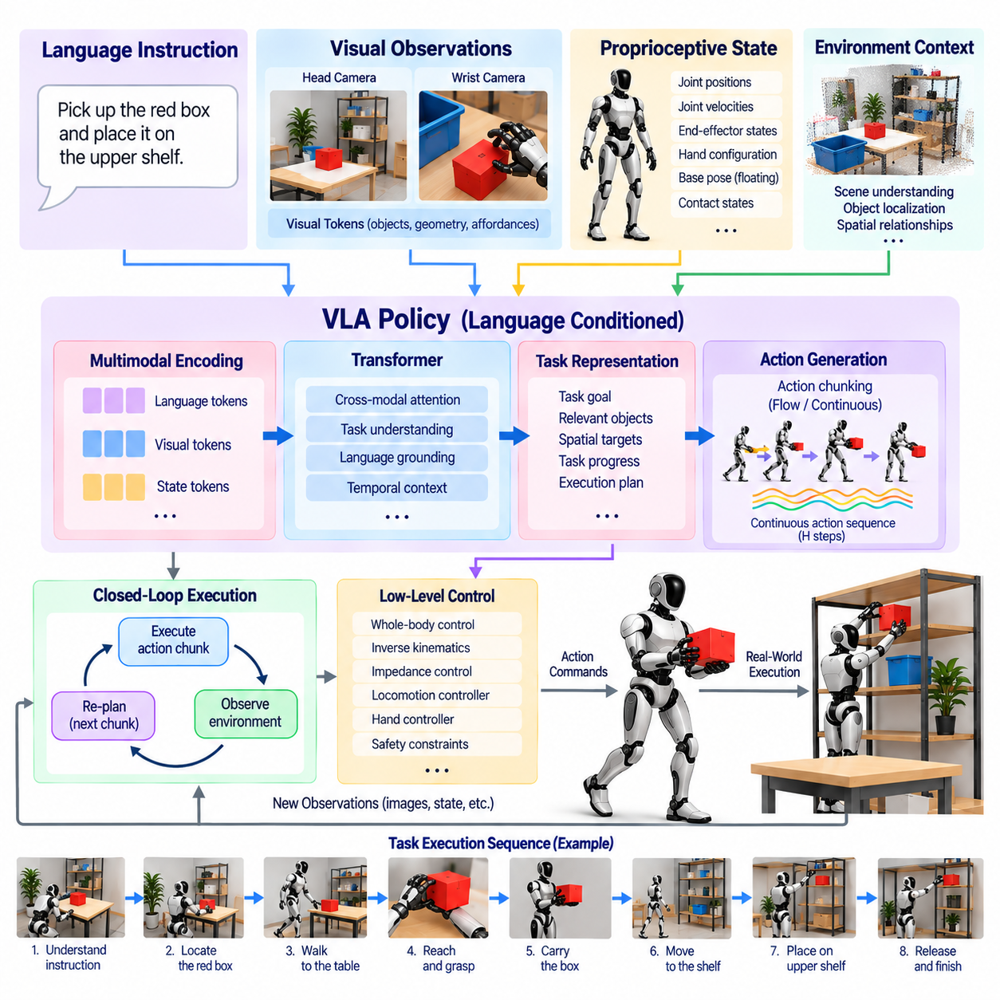 Language Instruction
Pick up the red box
and place it on
the upper shelf.
Visual Observations
Head Camera
Wrist Camera
Visual Tokens (objects, geometry, affordances)
Proprioceptive State
Joint positions
Joint velocities
End-effector states
Hand configuration
Base pose (floating)
Contact states
...
Environment Context
Scene understanding
Object localization
Spatial relationships
...
VLA Policy (Language Conditioned)
Multimodal Encoding
Language tokens
Visual tokens
State tokens
...
Transformer
Cross-modal attention
Task understanding
Language grounding
Temporal context
...
Task Representation
Task goal
Relevant objects
Spatial targets
Task progress
Execution plan
...
Action Generation
Action chunking
(Flow / Continuous)
Continuous action sequence
(H steps)
Closed-Loop Execution
Execute
action chunk
Re-plan
(next chunk)
Observe
environment
Low-Level Control
Whole-body control
Inverse kinematics
Impedance control
Locomotion controller
Hand controller
Safety constraints
...
Action
Commands
Real-World
Execution
New Observations (images, state, etc.)
Task Execution Sequence (Example)
1. Understand
instruction
2. Locate
the red box
3. Walk
to the table
4. Reach
and grasp
5. Carry
the box
6. Move
to the shelf
7. Place on
upper shelf
8. Release
and finish